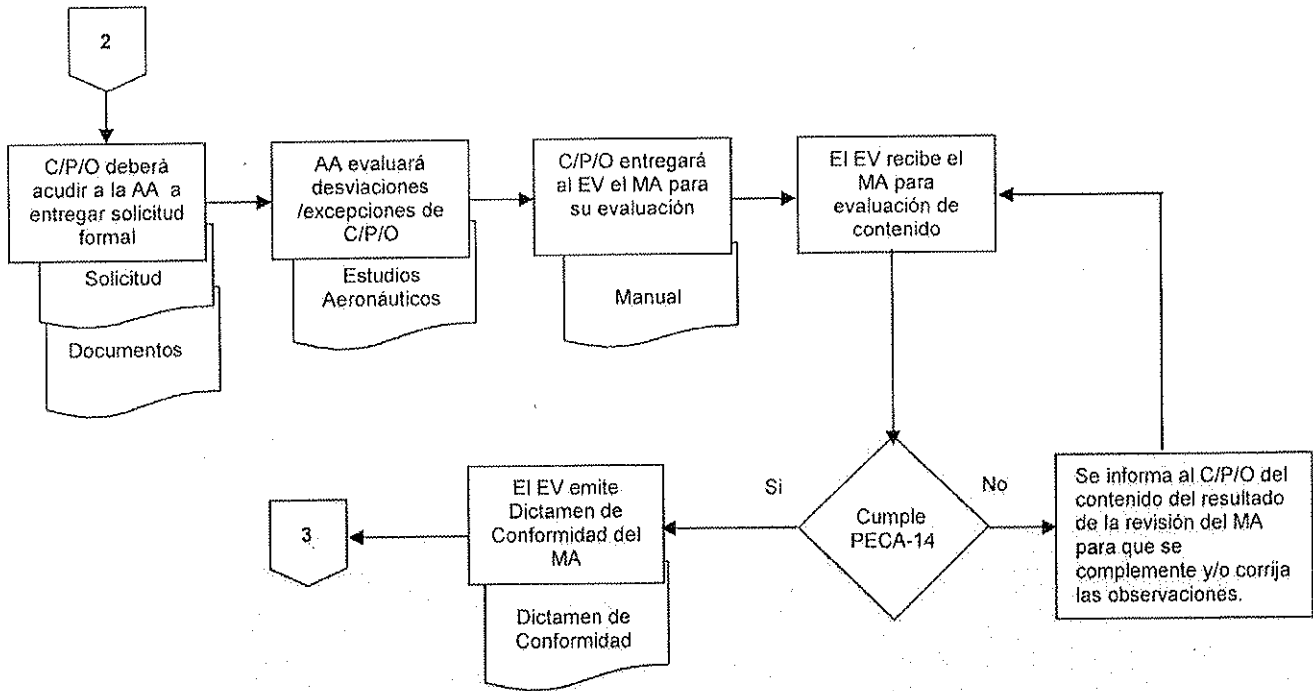 2
C/P/O deberá
acudir a la AA a
entregar solicitud
formal
Solicitud
Documentos
AA evaluará
desviaciones
/excepciones de
C/P/O
Estudios
Aeronáuticos
C/P/O entregará
al EV el MA para
su evaluación
Manual
El EV recibe el
MA para
evaluación de
contenido
Cumple
PECA-14
Si
No
Se informa al C/P/O del
contenido del resultado
de la revisión del MA
para que se
complemente y/o corrija
las observaciones.
El EV emite
Dictamen de
Conformidad del
MA
Dictamen de
Conformidad
3